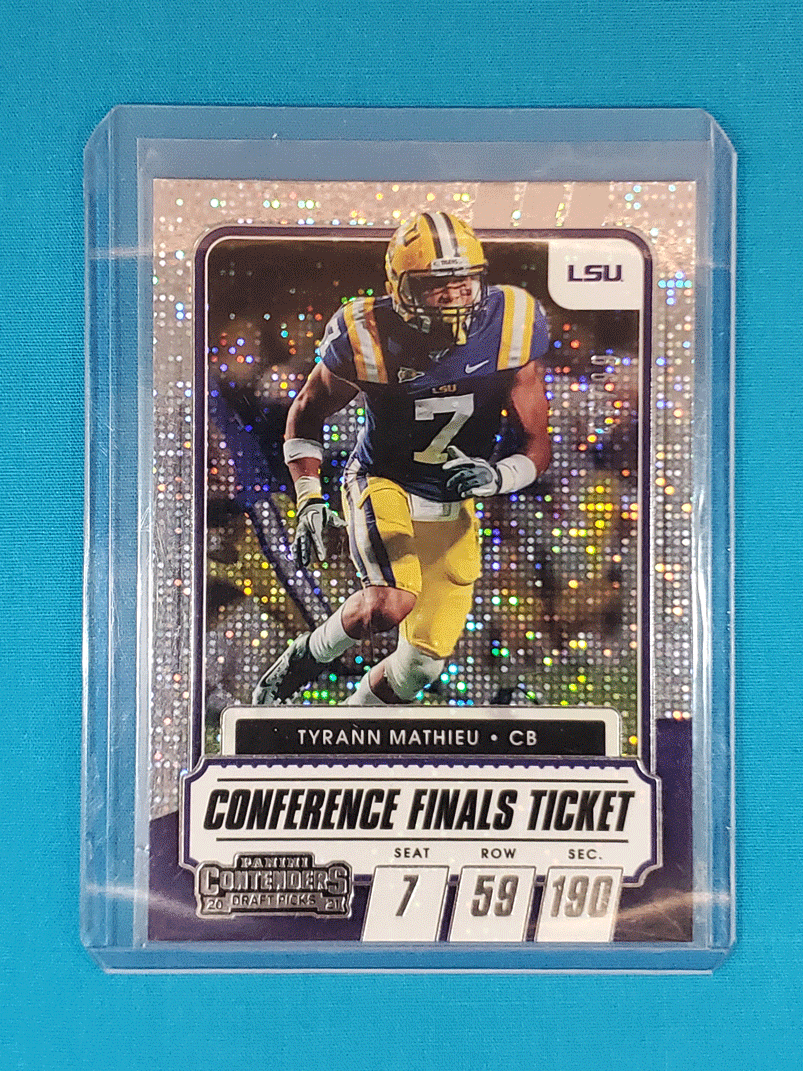 LSU
7
LSU
TYRANN MATHIEU • CB
CONFERENCE FINALS TICKET
SEAT ROW SEC.
7 59 190
PANINI
CONTENDERS
20 DRAFT PICKS 21